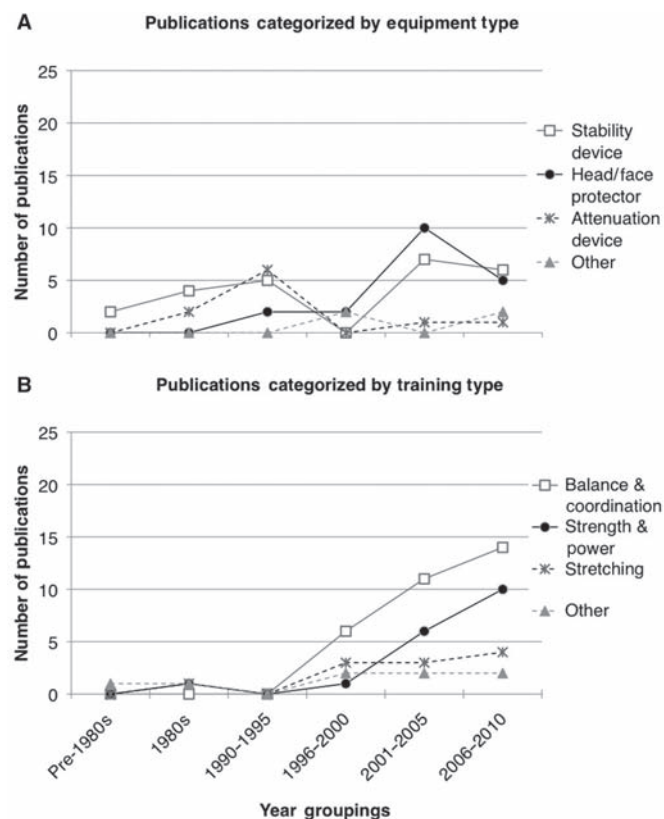 A
Publications categorized by equipment type
25
20
15
10
5
0
Number of publications
Stability
device
Head/face
protector
Attenuation
device
Other
B
Publications categorized by training type
25
20
15
10
5
0
Number of publications
Balance &
coordination
Strength &
power
Stretching
Other
Pre-1980s
1980s
1990–1995
1996–2000
2001–2005
2006–2010
Year groupings